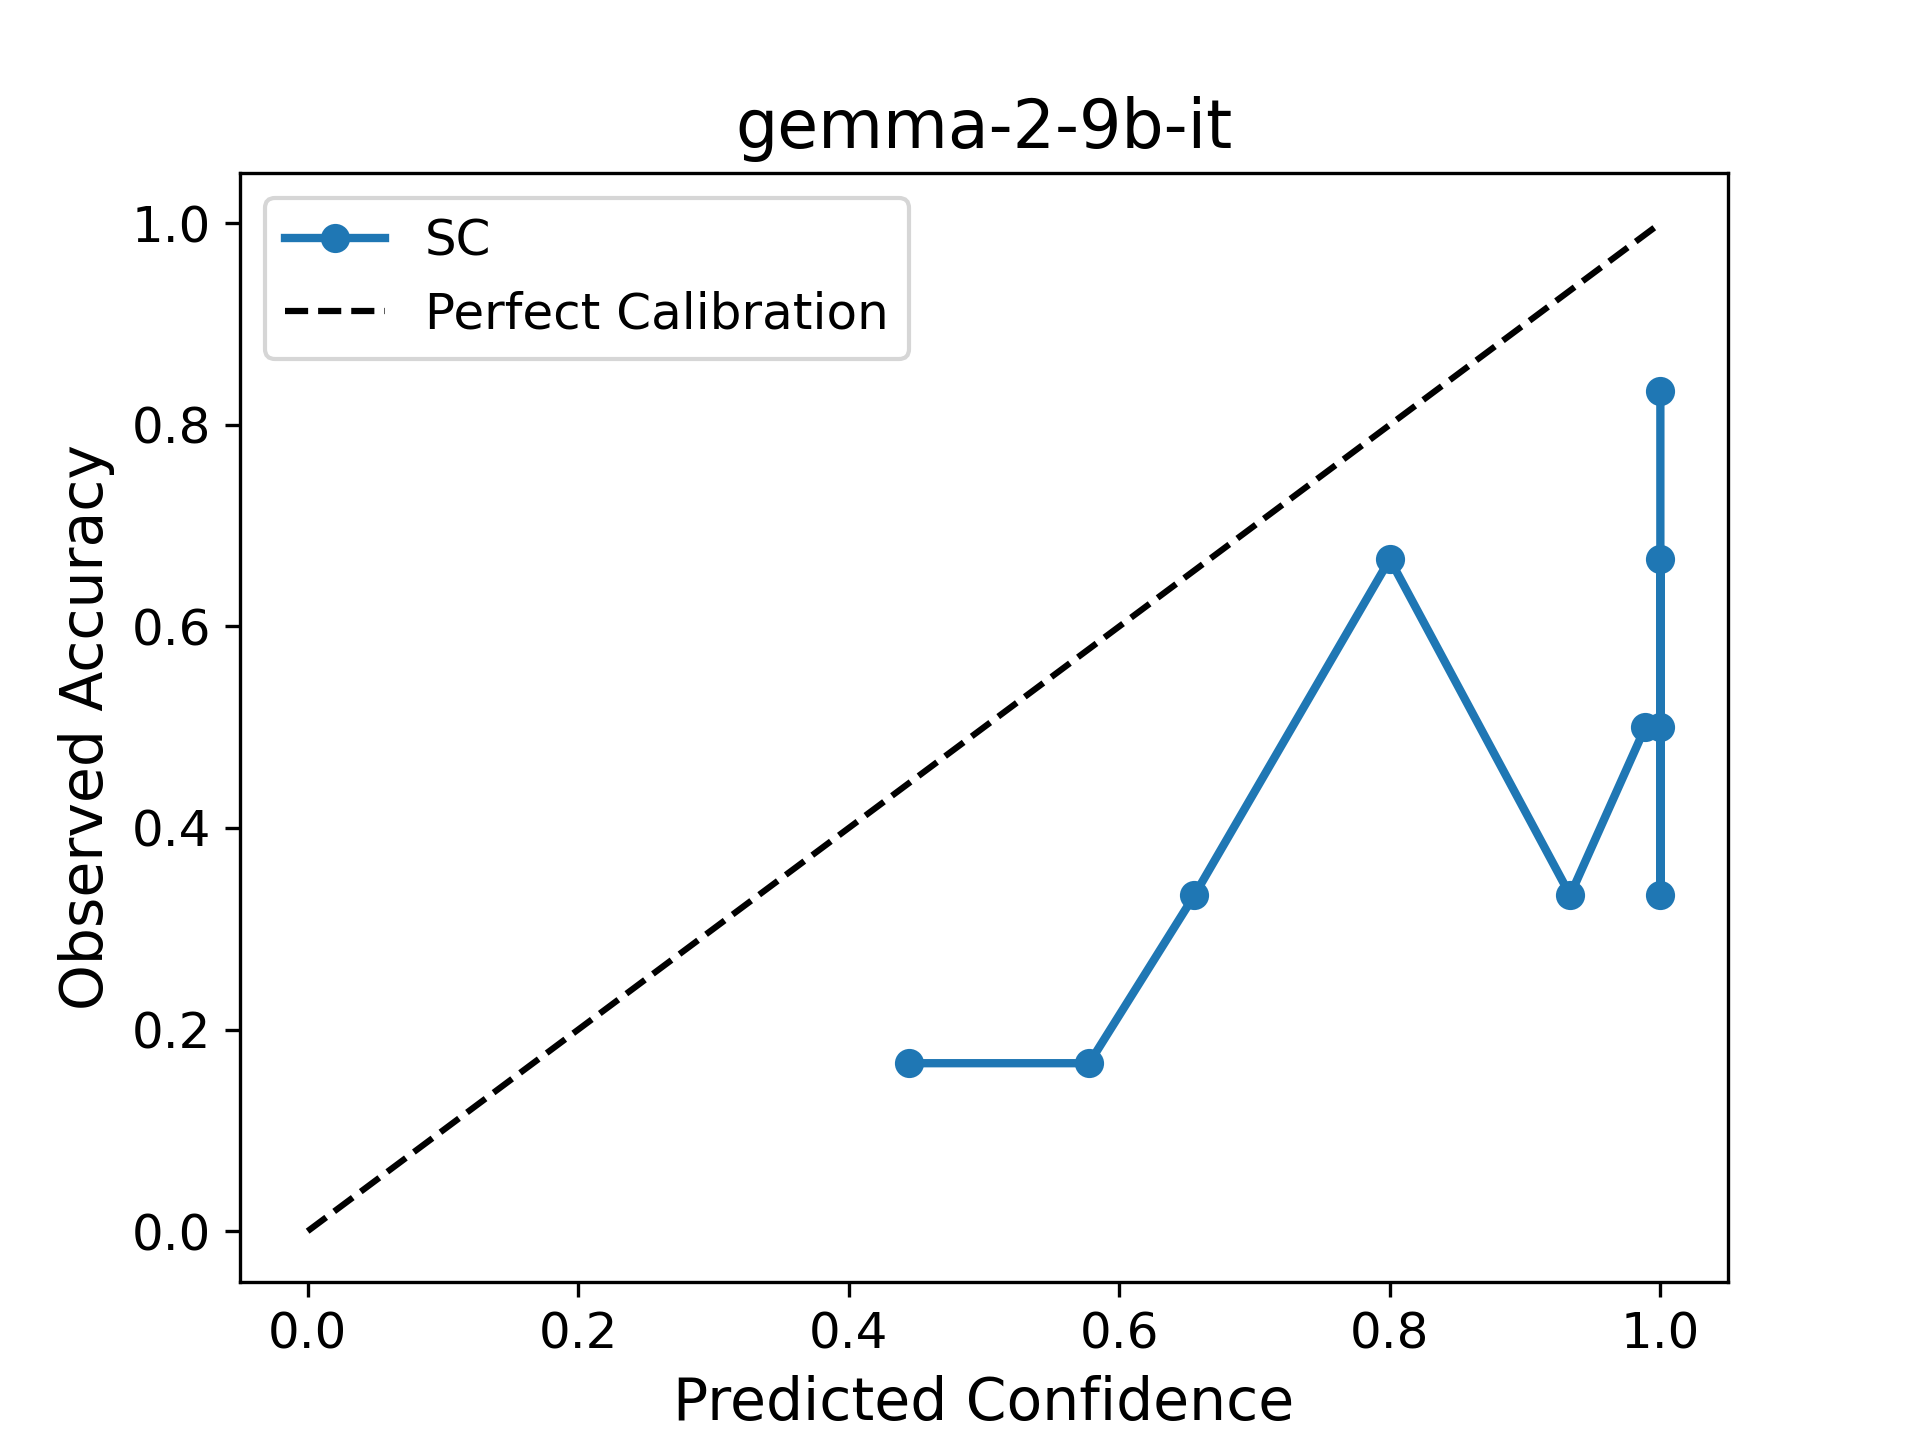 gemma-2-9b-it
SC
Perfect Calibration
1.0
0.8
0.6
0.4
0.2
0.0
Observed Accuracy
0.0 0.2 0.4 0.6 0.8 1.0
Predicted Confidence